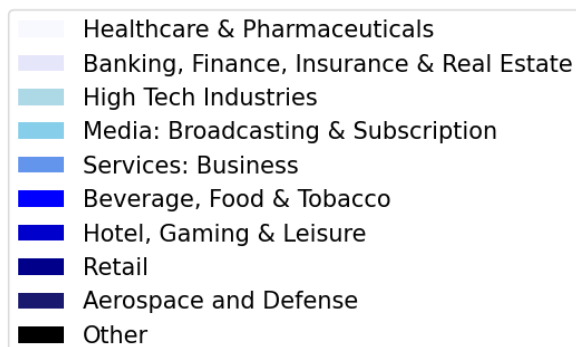 Healthcare & Pharmaceuticals
Banking, Finance, Insurance & Real Estate
High Tech Industries
Media: Broadcasting & Subscription
Services: Business
Beverage, Food & Tobacco
Hotel, Gaming & Leisure
Retail
Aerospace and Defense
Other